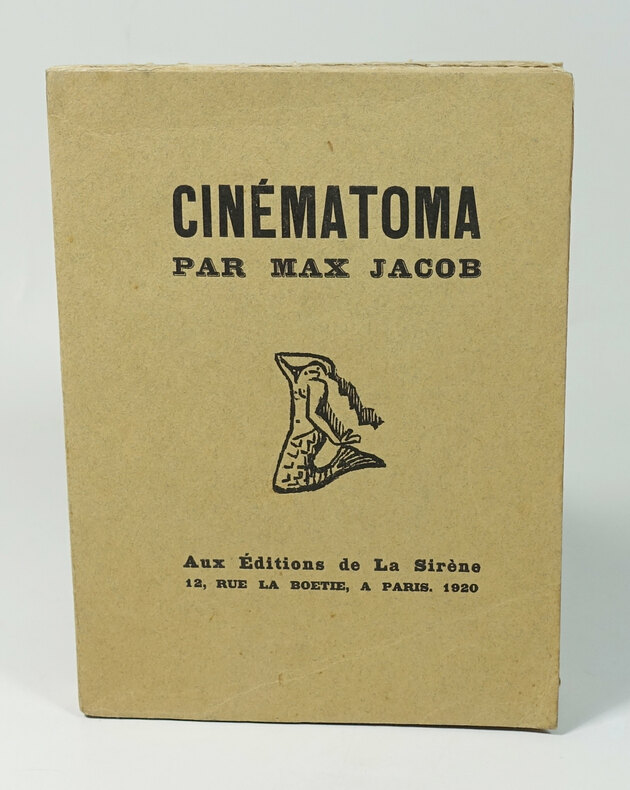 CINÉMATOMA
PAR MAX JACOB
Aux Éditions de La Sirène
12, RUE LA BOETIE, A PARIS. 1920